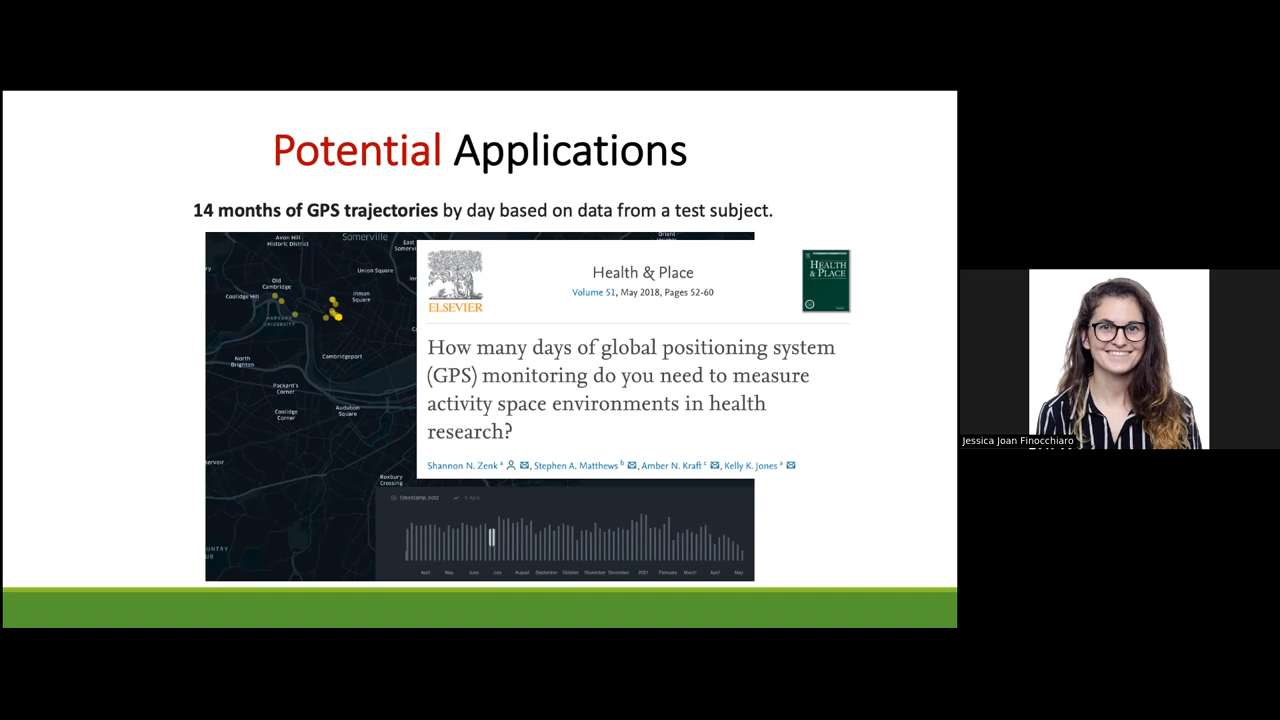 Potential Applications
14 months of GPS trajectories by day based on data from a test subject.
Avon Hill
Historic District
Somerville
East
Union Square
Old
Cambridge
Coolidge Hill
Inman
Square
HARVARD
UNIVERSITY
North
Brighton
Cambridgeport
Packard's
Corner
Coolidge
Corner
Audubon
Square
Roxbury
Crossing
ELSEVIER
Health & Place
Volume 51, May 2018, Pages 52-60
HEALTH
& PLACE
How many days of global positioning system
(GPS) monitoring do you need to measure
activity space environments in health
research?
Shannon N. Zenk a, Stephen A. Matthews b, Amber N. Kraft c, Kelly K. Jones a
April May June July August September October November December 2021 February March April May
Jessica Joan Finocchiaro